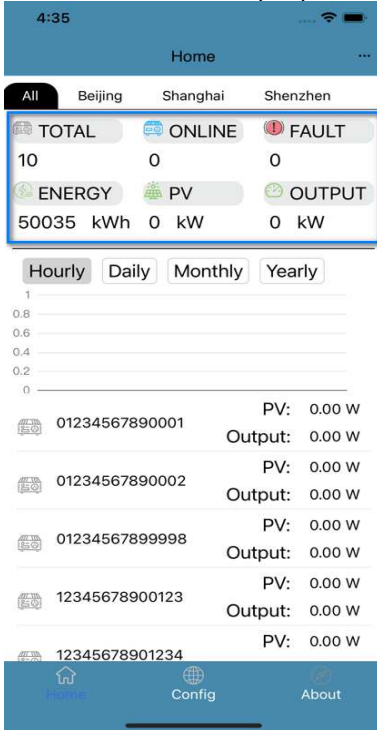 4:35
Home
...
All Beijing Shanghai Shenzhen
TOTAL ONLINE FAULT
10 0 0
ENERGY PV OUTPUT
50035 kWh 0 kW 0 kW
Hourly Daily Monthly Yearly
1
0.8
0.6
0.4
0.2
0
PV: 0.00 W
01234567890001
Output: 0.00 W
PV: 0.00 W
01234567890002
Output: 0.00 W
PV: 0.00 W
01234567899998
Output: 0.00 W
PV: 0.00 W
12345678900123
Output: 0.00 W
PV: 0.00 W
12345678901234
Home Config About